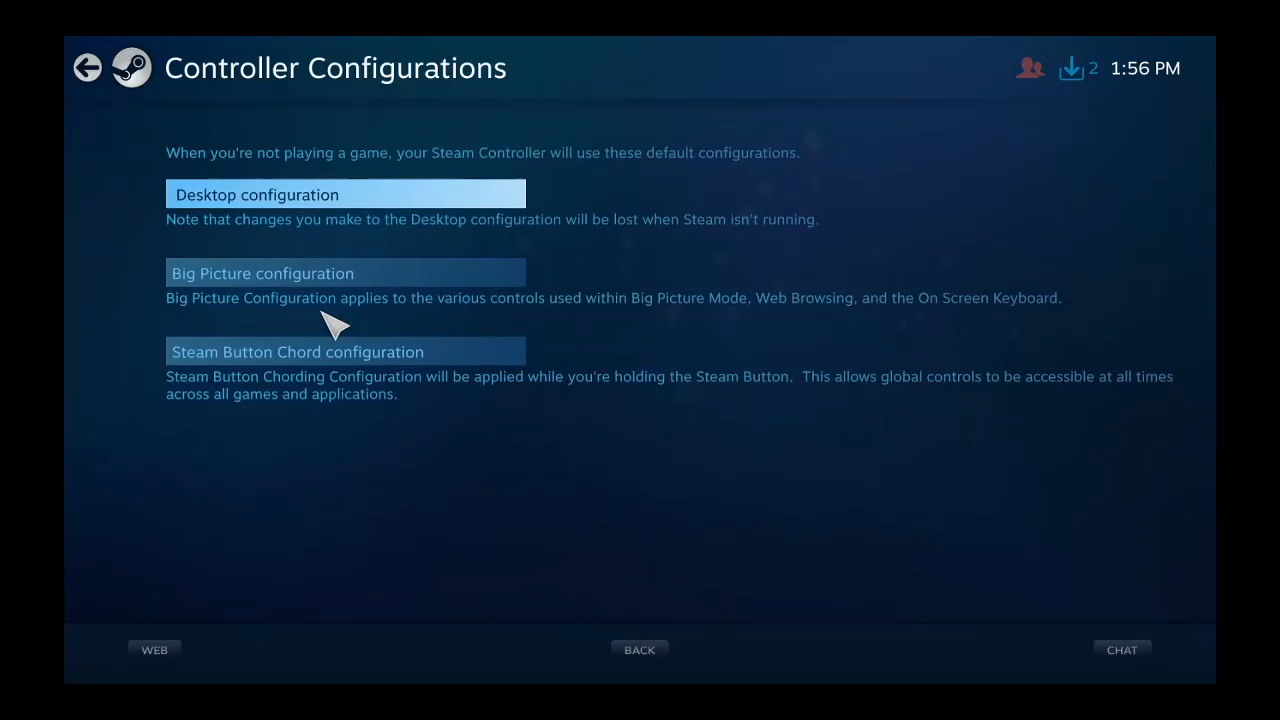 Controller Configurations
2 1:56 PM
When you're not playing a game, your Steam Controller will use these default configurations.
Desktop configuration
Note that changes you make to the Desktop configuration will be lost when Steam isn't running.
Big Picture configuration
Big Picture Configuration applies to the various controls used within Big Picture Mode, Web Browsing, and the On Screen Keyboard.
Steam Button Chord configuration
Steam Button Chording Configuration will be applied while you're holding the Steam Button.  This allows global controls to be accessible at all times
across all games and applications.
WEB
BACK
CHAT